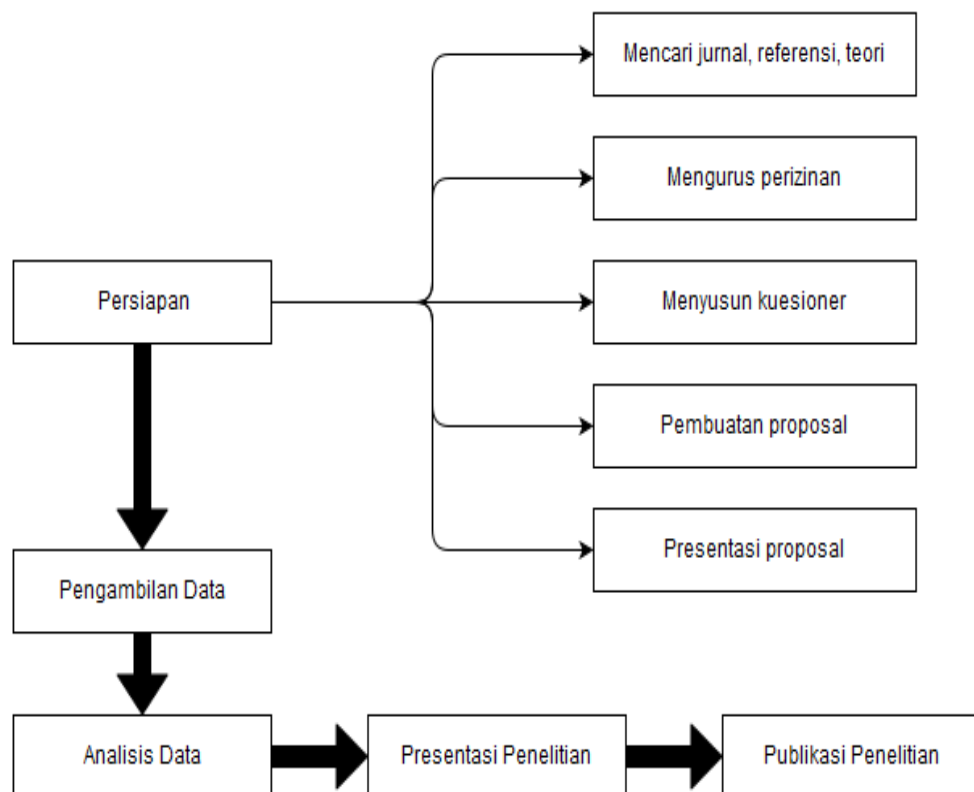 Mencari jurnal, referensi, teori
Mengurus perizinan
Persiapan
Menyusun kuesioner
Pembuatan proposal
Presentasi proposal
Pengambilan Data
Analisis Data
Presentasi Penelitian
Publikasi Penelitian